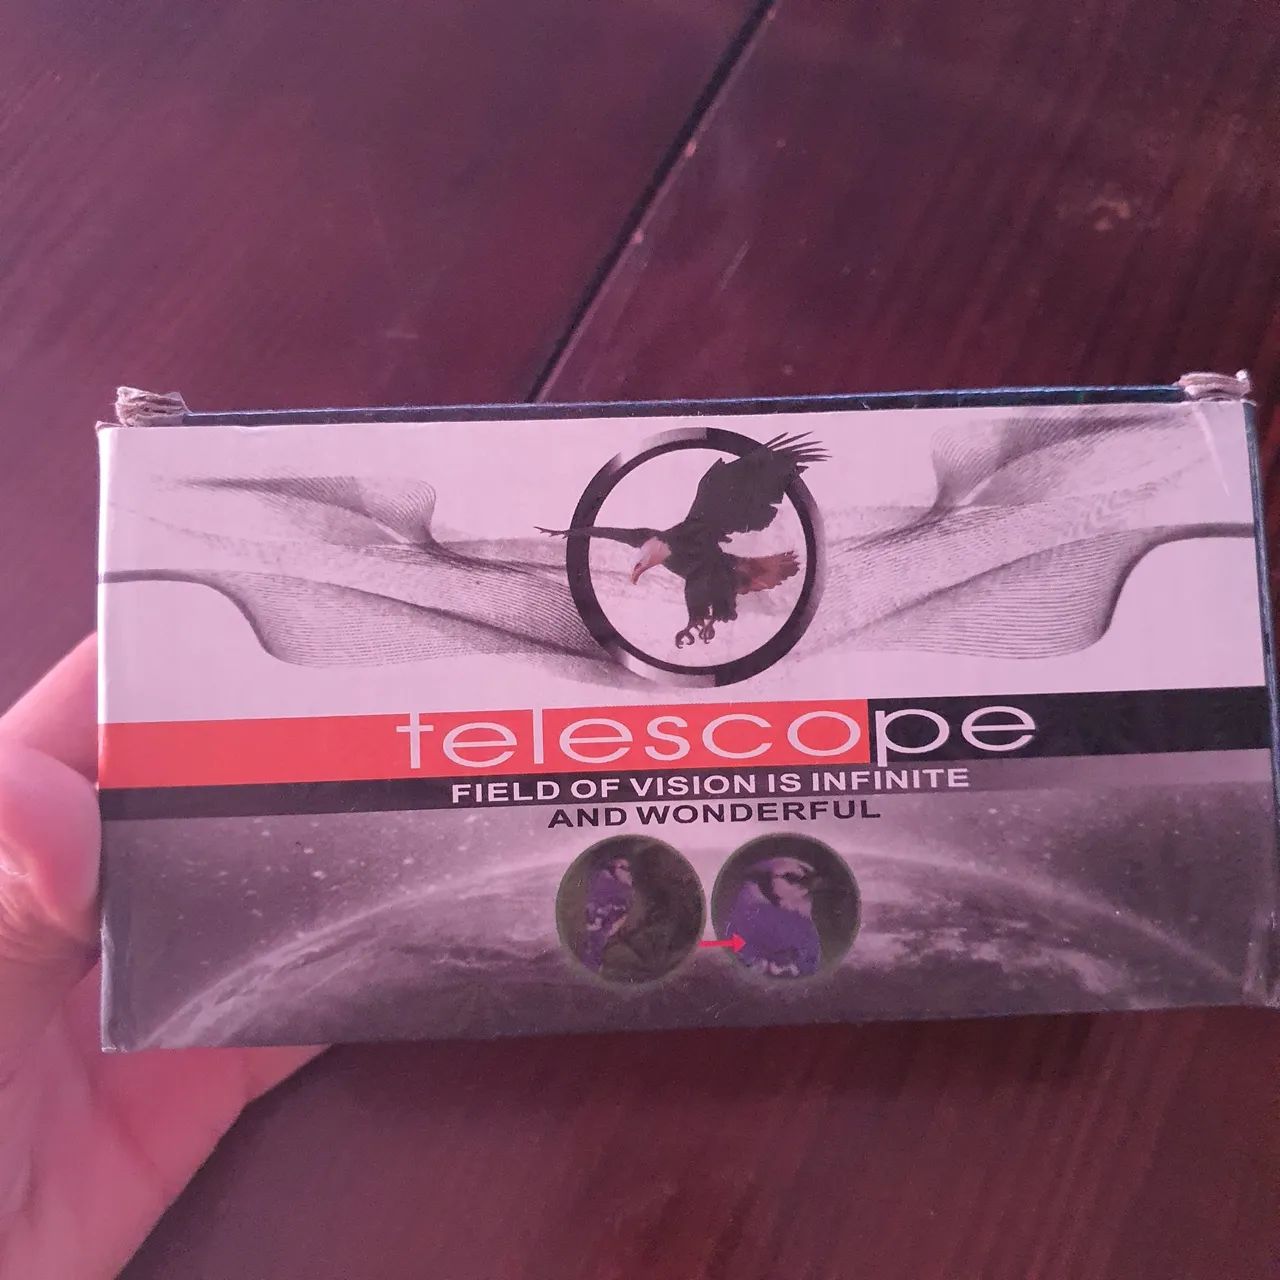 telescope
FIELD OF VISION IS INFINITE
AND WONDERFUL